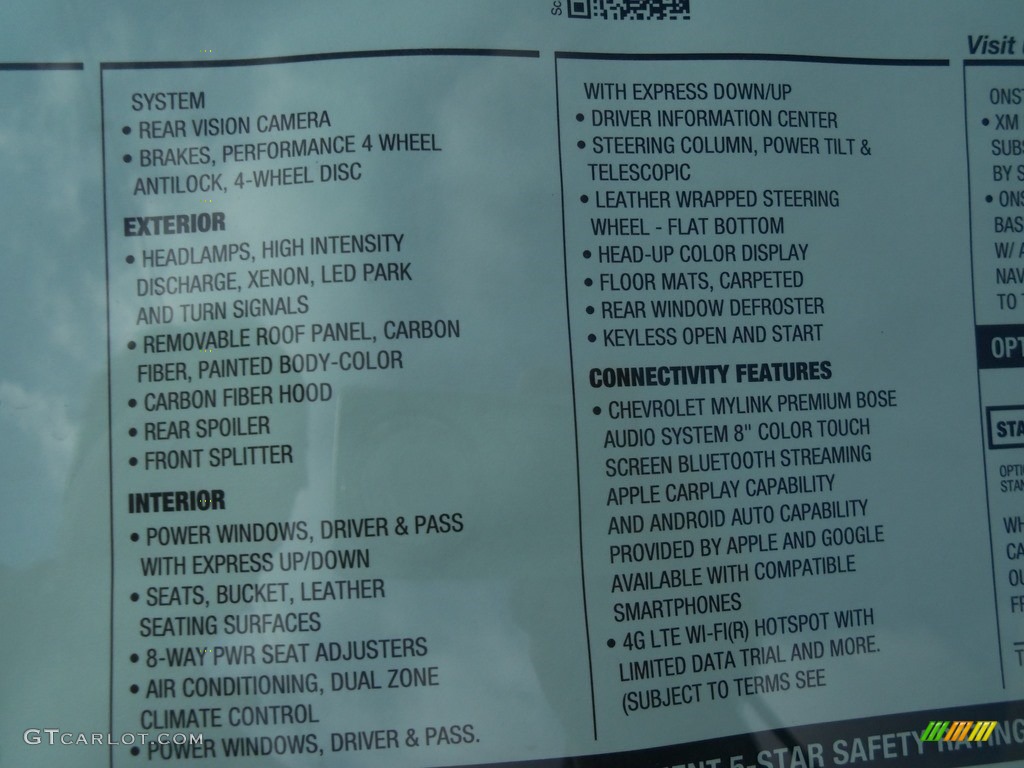 SYSTEM
• REAR VISION CAMERA
• BRAKES, PERFORMANCE 4 WHEEL
ANTILOCK, 4-WHEEL DISC
EXTERIOR
• HEADLAMPS, HIGH INTENSITY
DISCHARGE, XENON, LED PARK
AND TURN SIGNALS
• REMOVABLE ROOF PANEL, CARBON
FIBER, PAINTED BODY-COLOR
• CARBON FIBER HOOD
• REAR SPOILER
• FRONT SPLITTER
INTERIOR
• POWER WINDOWS, DRIVER & PASS
WITH EXPRESS UP/DOWN
• SEATS, BUCKET, LEATHER
SEATING SURFACES
• 8-WAY PWR SEAT ADJUSTERS
• AIR CONDITIONING, DUAL ZONE
CLIMATE CONTROL
• POWER WINDOWS, DRIVER & PASS.
WITH EXPRESS DOWN/UP
• DRIVER INFORMATION CENTER
• STEERING COLUMN, POWER TILT &
TELESCOPIC
• LEATHER WRAPPED STEERING
WHEEL - FLAT BOTTOM
• HEAD-UP COLOR DISPLAY
• FLOOR MATS, CARPETED
• REAR WINDOW DEFROSTER
• KEYLESS OPEN AND START
CONNECTIVITY FEATURES
• CHEVROLET MYLINK PREMIUM BOSE
AUDIO SYSTEM 8" COLOR TOUCH
SCREEN BLUETOOTH STREAMING
APPLE CARPLAY CAPABILITY
AND ANDROID AUTO CAPABILITY
PROVIDED BY APPLE AND GOOGLE
AVAILABLE WITH COMPATIBLE
SMARTPHONES
• 4G LTE WI-FI(R) HOTSPOT WITH
LIMITED DATA TRIAL AND MORE.
(SUBJECT TO TERMS SEE
Visit
• XM
BY
•
W/
TO
5-STAR SAFETY
GTCARLOT.COM